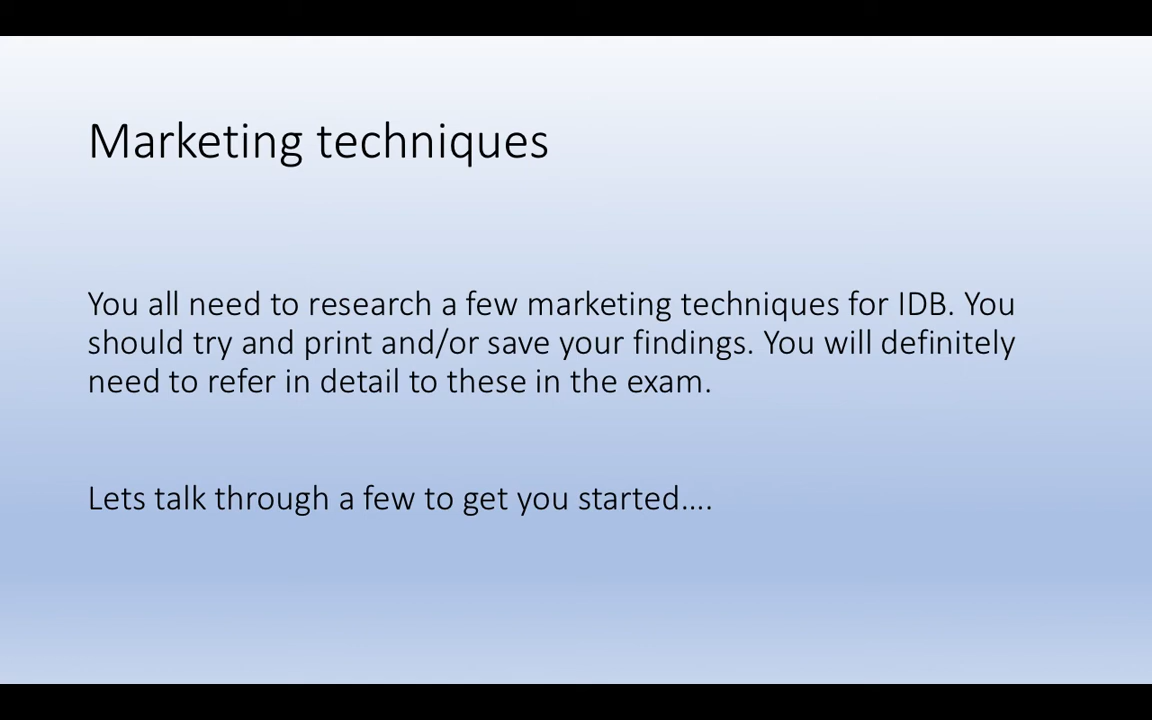 Marketing techniques
You all need to research a few marketing techniques for IDB. You
should try and print and/or save your findings. You will definitely
need to refer in detail to these in the exam.
Lets talk through a few to get you started....